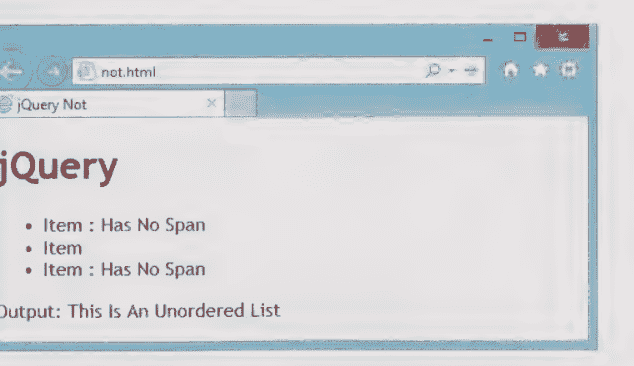 not.html
jQuery Not
jQuery
• Item : Has No Span
• Item
• Item : Has No Span
Output: This Is An Unordered List